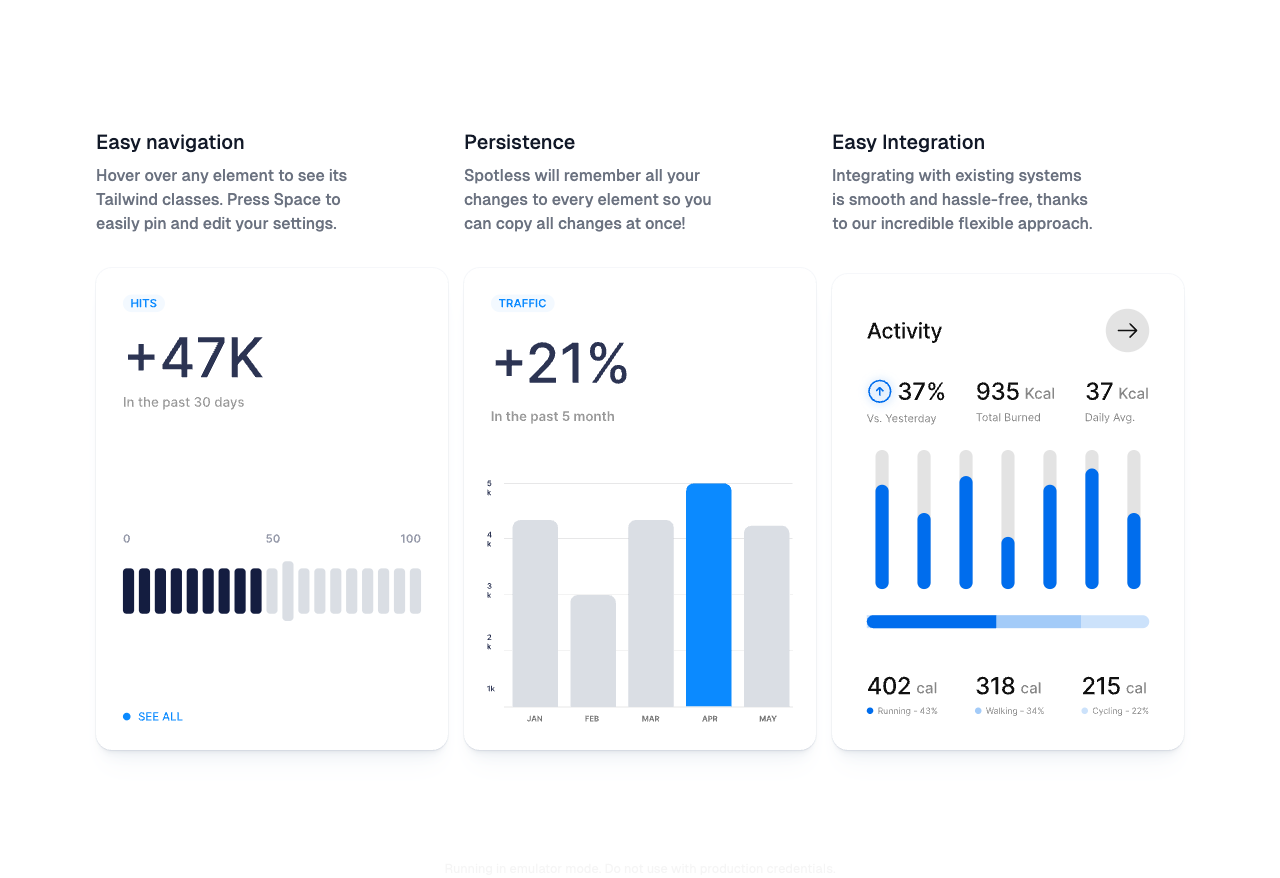 Easy navigation
Hover over any element to see its
Tailwind classes. Press Space to
easily pin and edit your settings.
Persistence
Spotless will remember all your
changes to every element so you
can copy all changes at once!
Easy Integration
Integrating with existing systems
is smooth and hassle-free, thanks
to our incredible flexible approach.
HITS
+47K
In the past 30 days
0 50 100
SEE ALL
TRAFFIC
+21%
In the past 5 month
5
k
4
k
3
k
2
k
1k
JAN FEB MAR APR MAY
Activity
37% 935 Kcal 37 Kcal
Vs. Yesterday Total Burned Daily Avg.
402 cal 318 cal 215 cal
Running - 43% Walking - 34% Cycling - 22%
Running in emulator mode. Do not use with production credentials.